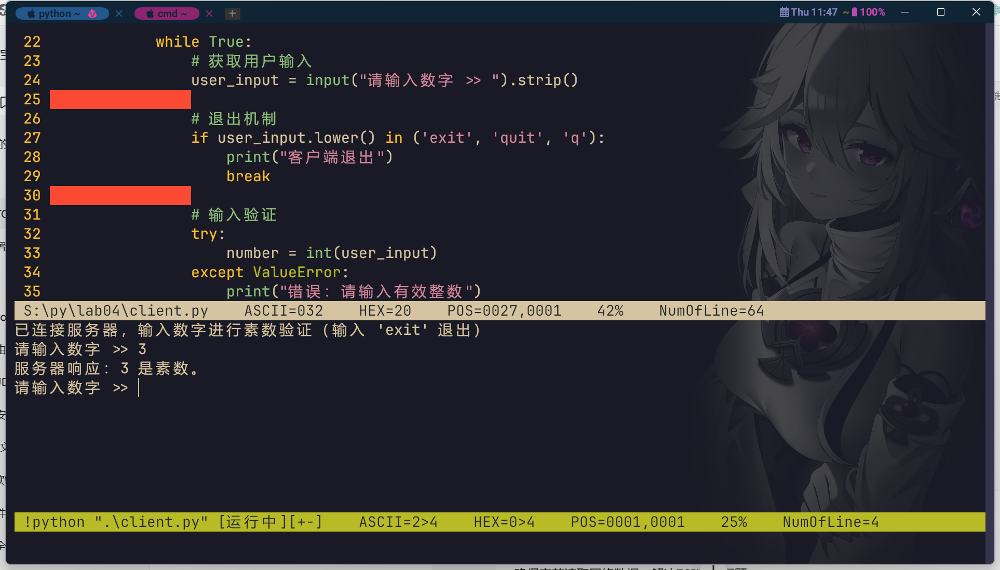 python ~
cmd ~
+
Thu 11:47 ~ 100%
22 while True:
23 # 获取用户输入
24 user_input = input("请输入数字 >> ").strip()
25
26 # 退出机制
27 if user_input.lower() in ('exit', 'quit', 'q'):
28 print("客户端退出")
29 break
30
31 # 输入验证
32 try:
33 number = int(user_input)
34 except ValueError:
35 print("错误: 请输入有效整数")
S:\py\lab04\client.py ASCII=032 HEX=20 POS=0027,0001 42% NumOfLine=64
已连接服务器, 输入数字进行素数验证 (输入 'exit' 退出)
请输入数字 >> 3
服务器响应: 3 是素数。
请输入数字 >>
!python ".\client.py" [运行中][+-] ASCII=2>4 HEX=0>4 POS=0001,0001 25% NumOfLine=4